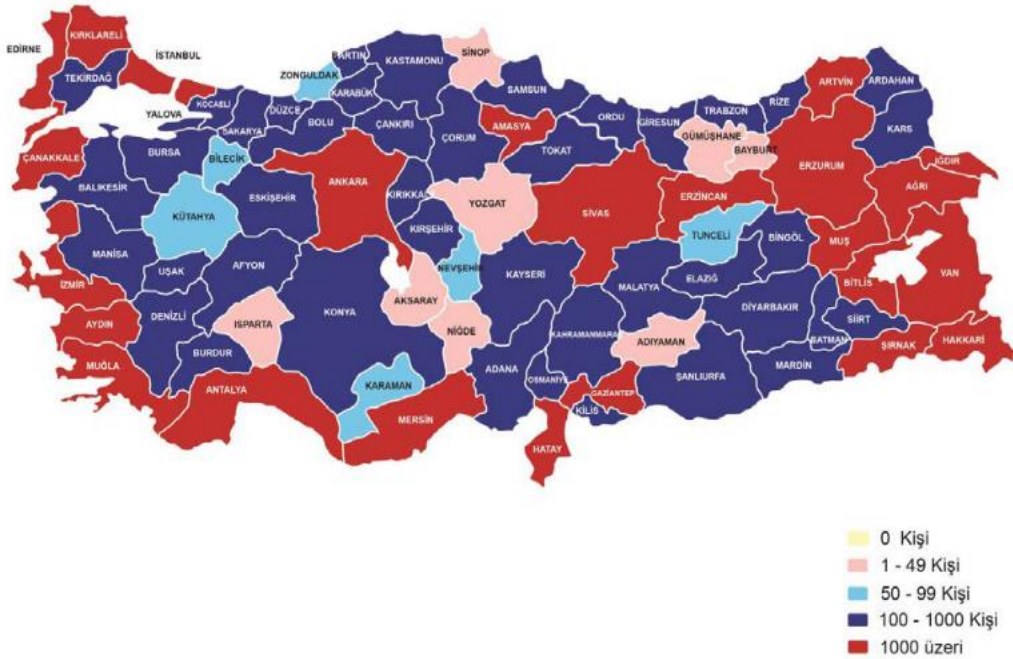 KIRKLARELİ
EDİRNE
İSTANBUL
TEKİRDAĞ
YALOVA
KOCAELİ
SAKARYA
DÜZCE
BOLU
ZONGULDAK
BARTIN
KARABÜK
KASTAMONU
SİNOP
ÇANKIRI
ÇORUM
SAMSUN
AMASYA
TOKAT
ORDU
GİRESUN
TRABZON
GÜMÜŞHANE
BAYBURT
RİZE
ARTVİN
ARDAHAN
KARS
IĞDIR
ERZURUM
AĞRI
ÇANAKKALE
BURSA
BİLECİK
BALIKESİR
KÜTAHYA
ESKİŞEHİR
ANKARA
KIRIKKAL
YOZGAT
SİVAS
ERZİNCAN
KIRŞEHİR
TUNCELİ
BİNGÖL
MUŞ
VAN
BİTLİS
MANİSA
UŞAK
AFYON
NEVŞEHİR
KAYSERİ
MALATYA
ELAZIĞ
DİYARBAKIR
SİİRT
BATMAN
İZMİR
AYDIN
DENİZLİ
ISPARTA
KONYA
AKSARAY
NİĞDE
KAHRAMANMARA
ADIYAMAN
ŞANLIURFA
MARDİN
ŞIRNAK
HAKKARİ
MUĞLA
BURDUR
ANTALYA
KARAMAN
MERSİN
ADANA
OSMANİYE
GAZİANTEP
KİLİS
HATAY
0 Kişi
1 - 49 Kişi
50 - 99 Kişi
100 - 1000 Kişi
1000 üzeri